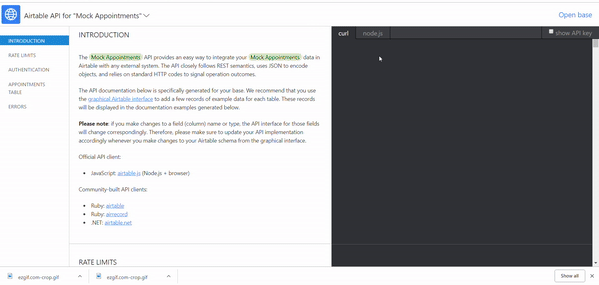 Airtable API for "Mock Appointments"
Open base
INTRODUCTION
RATE LIMITS
AUTHENTICATION
APPOINTMENTS
TABLE
ERRORS
INTRODUCTION
The Mock Appointments API provides an easy way to integrate your Mock Appointments data in
Airtable with any external system. The API closely follows REST semantics, uses JSON to encode
objects, and relies on standard HTTP codes to signal operation outcomes.
The API documentation below is specifically generated for your base. We recommend that you use
the graphical Airtable interface to add a few records of example data for each table. These records
will be displayed in the documentation examples generated below.
Please note: if you make changes to a field (column) name or type, the API interface for those fields
will change correspondingly. Therefore, please make sure to update your API implementation
accordingly whenever you make changes to your Airtable schema from the graphical interface.
Official API client:
JavaScript: airtable.js (Node.js + browser)
Community-built API clients:
Ruby: airtable
Ruby: airrecord
.NET: airtable.net
RATE LIMITS
curl
node.js
show API key
ezgif.com-crop.gif
ezgif.com-crop.gif
Show all